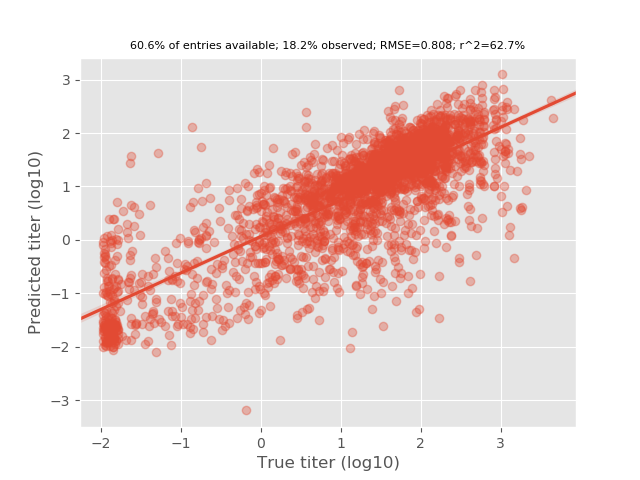 60.6% of entries available; 18.2% observed; RMSE=0.808; r^2=62.7%
3
2
1
0
−1
−2
−3
Predicted titer (log10)
−2 −1 0 1 2 3
True titer (log10)